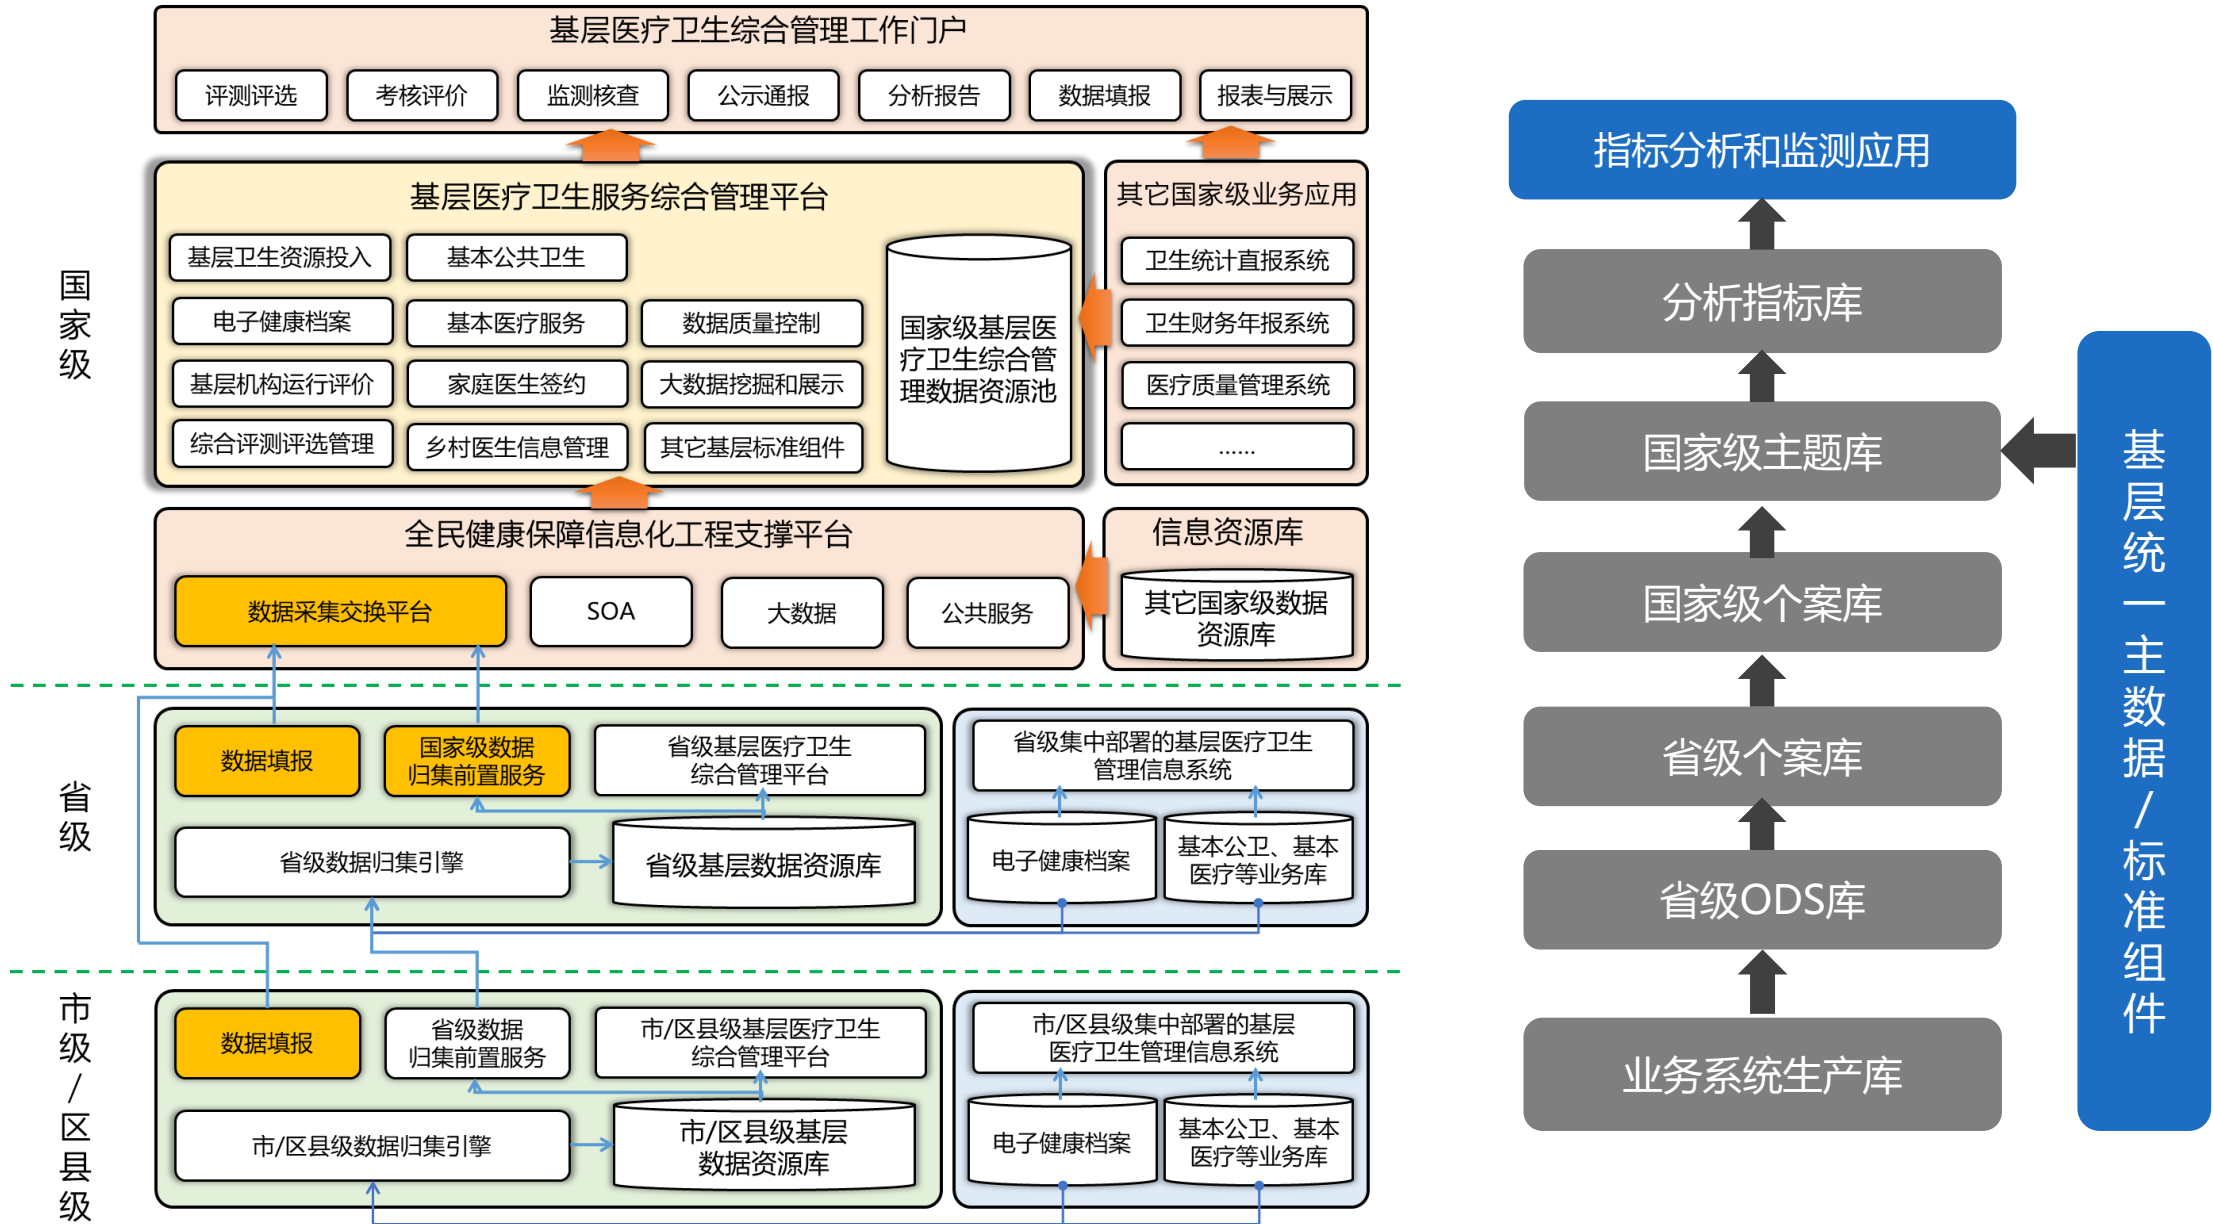 基层医疗卫生综合管理工作门户
评测评选
考核评价
监测核查
公示通报
分析报告
数据填报
报表与展示
国家级
基层医疗卫生服务综合管理平台
基层卫生资源投入
基本公共卫生
电子健康档案
基本医疗服务
数据质量控制
基层机构运行评价
家庭医生签约
大数据挖掘和展示
综合评测评选管理
乡村医生信息管理
其它基层标准组件
国家级基层医
疗卫生综合管
理数据资源池
其它国家级业务应用
卫生统计直报系统
卫生财务年报系统
医疗质量管理系统
……
全民健康保障信息化工程支撑平台
数据采集交换平台
SOA
大数据
公共服务
信息资源库
其它国家级数据
资源库
省级
数据填报
国家级数据
归集前置服务
省级基层医疗卫生
综合管理平台
省级数据归集引擎
省级基层数据资源库
省级集中部署的基层医疗卫生
管理信息系统
电子健康档案
基本公卫、基本
医疗等业务库
市级/区县级
数据填报
省级数据
归集前置服务
市/区县级基层医疗卫生
综合管理平台
市/区县级数据归集引擎
市/区县级基层
数据资源库
市/区县级集中部署的基层
医疗卫生管理信息系统
电子健康档案
基本公卫、基本
医疗等业务库
指标分析和监测应用
分析指标库
国家级主题库
国家级个案库
省级个案库
省级ODS库
业务系统生产库
基层统一主数据/标准组件